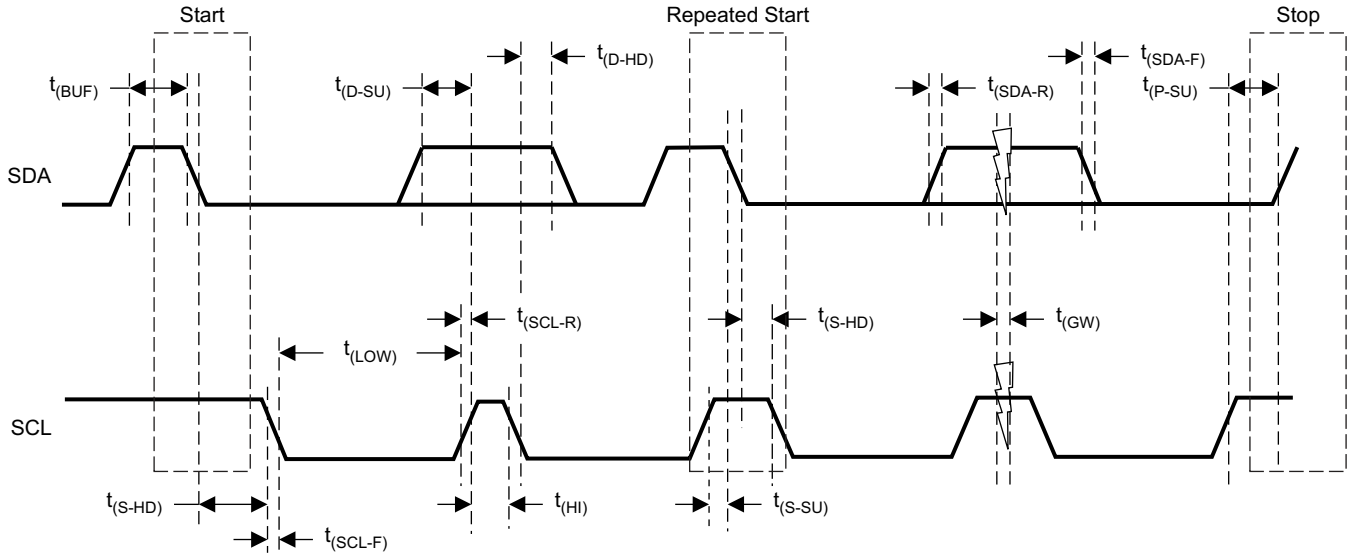 Start
Repeated Start
Stop
t(BUF)
t(D-SU)
t(D-HD)
t(SDA-R)
t(SDA-F)
t(P-SU)
SDA
t(LOW)
t(SCL-R)
t(S-HD)
t(GW)
SCL
t(S-HD)
t(SCL-F)
t(HI)
t(S-SU)